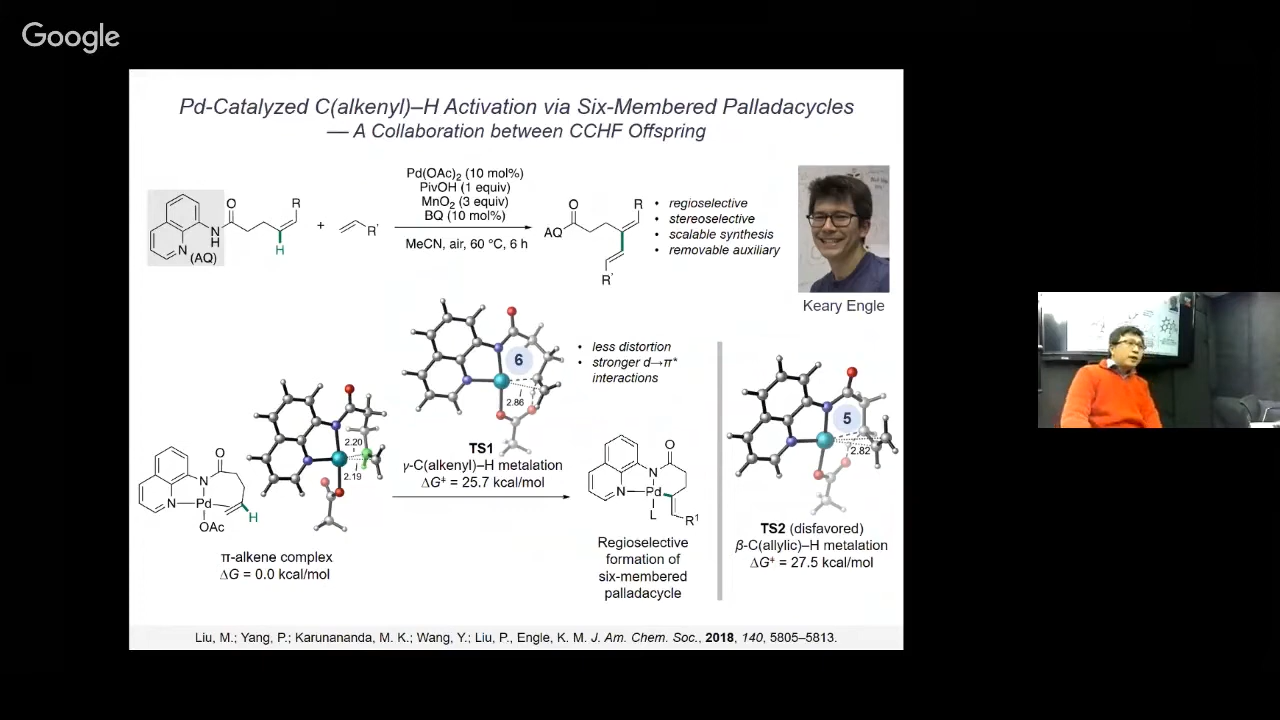 Google
Pd-Catalyzed C(alkenyl)–H Activation via Six-Membered Palladacycles
— A Collaboration between CCHF Offspring
Pd(OAc)₂ (10 mol%)
PivOH (1 equiv)
MnO₂ (3 equiv)
BQ (10 mol%)
MeCN, air, 60 °C, 6 h
O
R
N
H
N
(AQ)
H
+
R'
O
R
AQ
R'
• regioselective
• stereoselective
• scalable synthesis
• removable auxiliary
Keary Engle
6
2.86
• less distortion
• stronger d→π*
interactions
TS1
γ-C(alkenyl)–H metalation
ΔG‡ = 25.7 kcal/mol
O
N
N
Pd
OAc
H
2.20
2.19
π-alkene complex
ΔG = 0.0 kcal/mol
O
N
N
Pd
L
R¹
Regioselective
formation of
six-membered
palladacycle
5
2.82
TS2 (disfavored)
β-C(allylic)–H metalation
ΔG‡ = 27.5 kcal/mol
Liu, M.; Yang, P.; Karunananda, M. K.; Wang, Y.; Liu, P., Engle, K. M. J. Am. Chem. Soc., 2018, 140, 5805–5813.